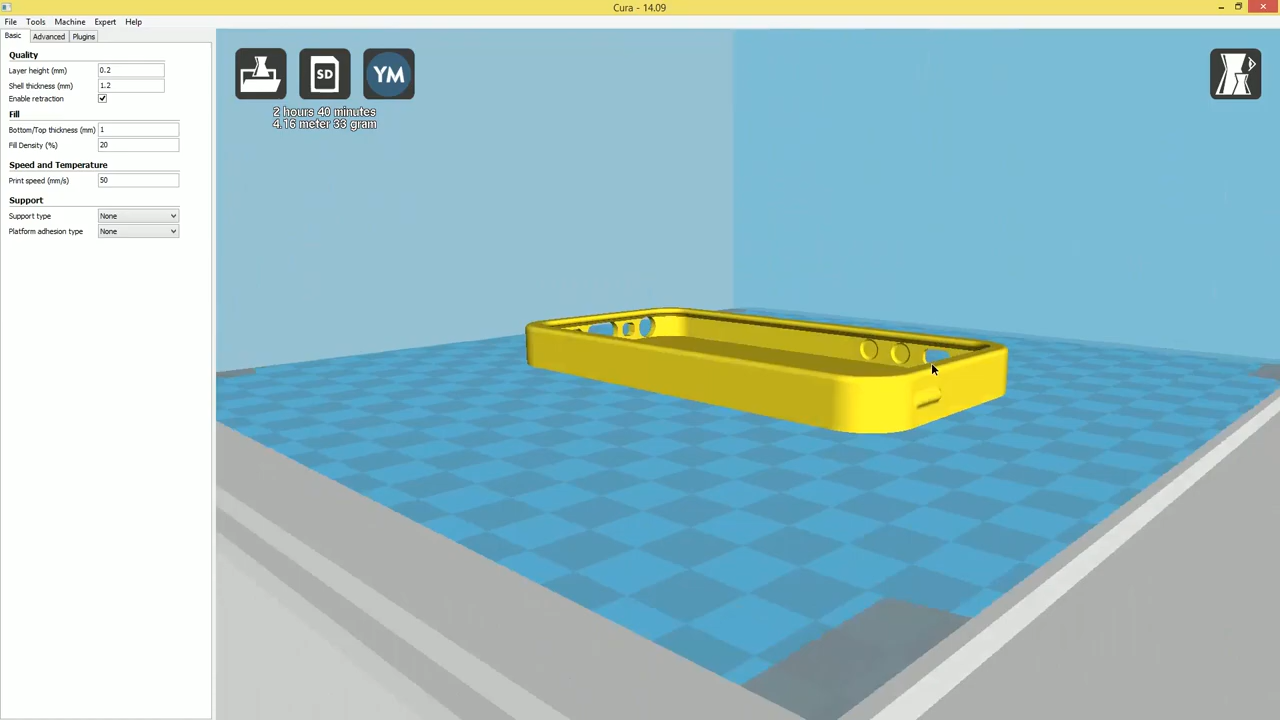 Cura - 14.09
File Tools Machine Expert Help
Basic Advanced Plugins
Quality
Layer height (mm) 0.2
Shell thickness (mm) 1.2
Enable retraction
Fill
Bottom/Top thickness (mm) 1
Fill Density (%) 20
Speed and Temperature
Print speed (mm/s) 50
Support
Support type None
Platform adhesion type None
SD YM
2 hours 40 minutes
4.16 meter 33 gram